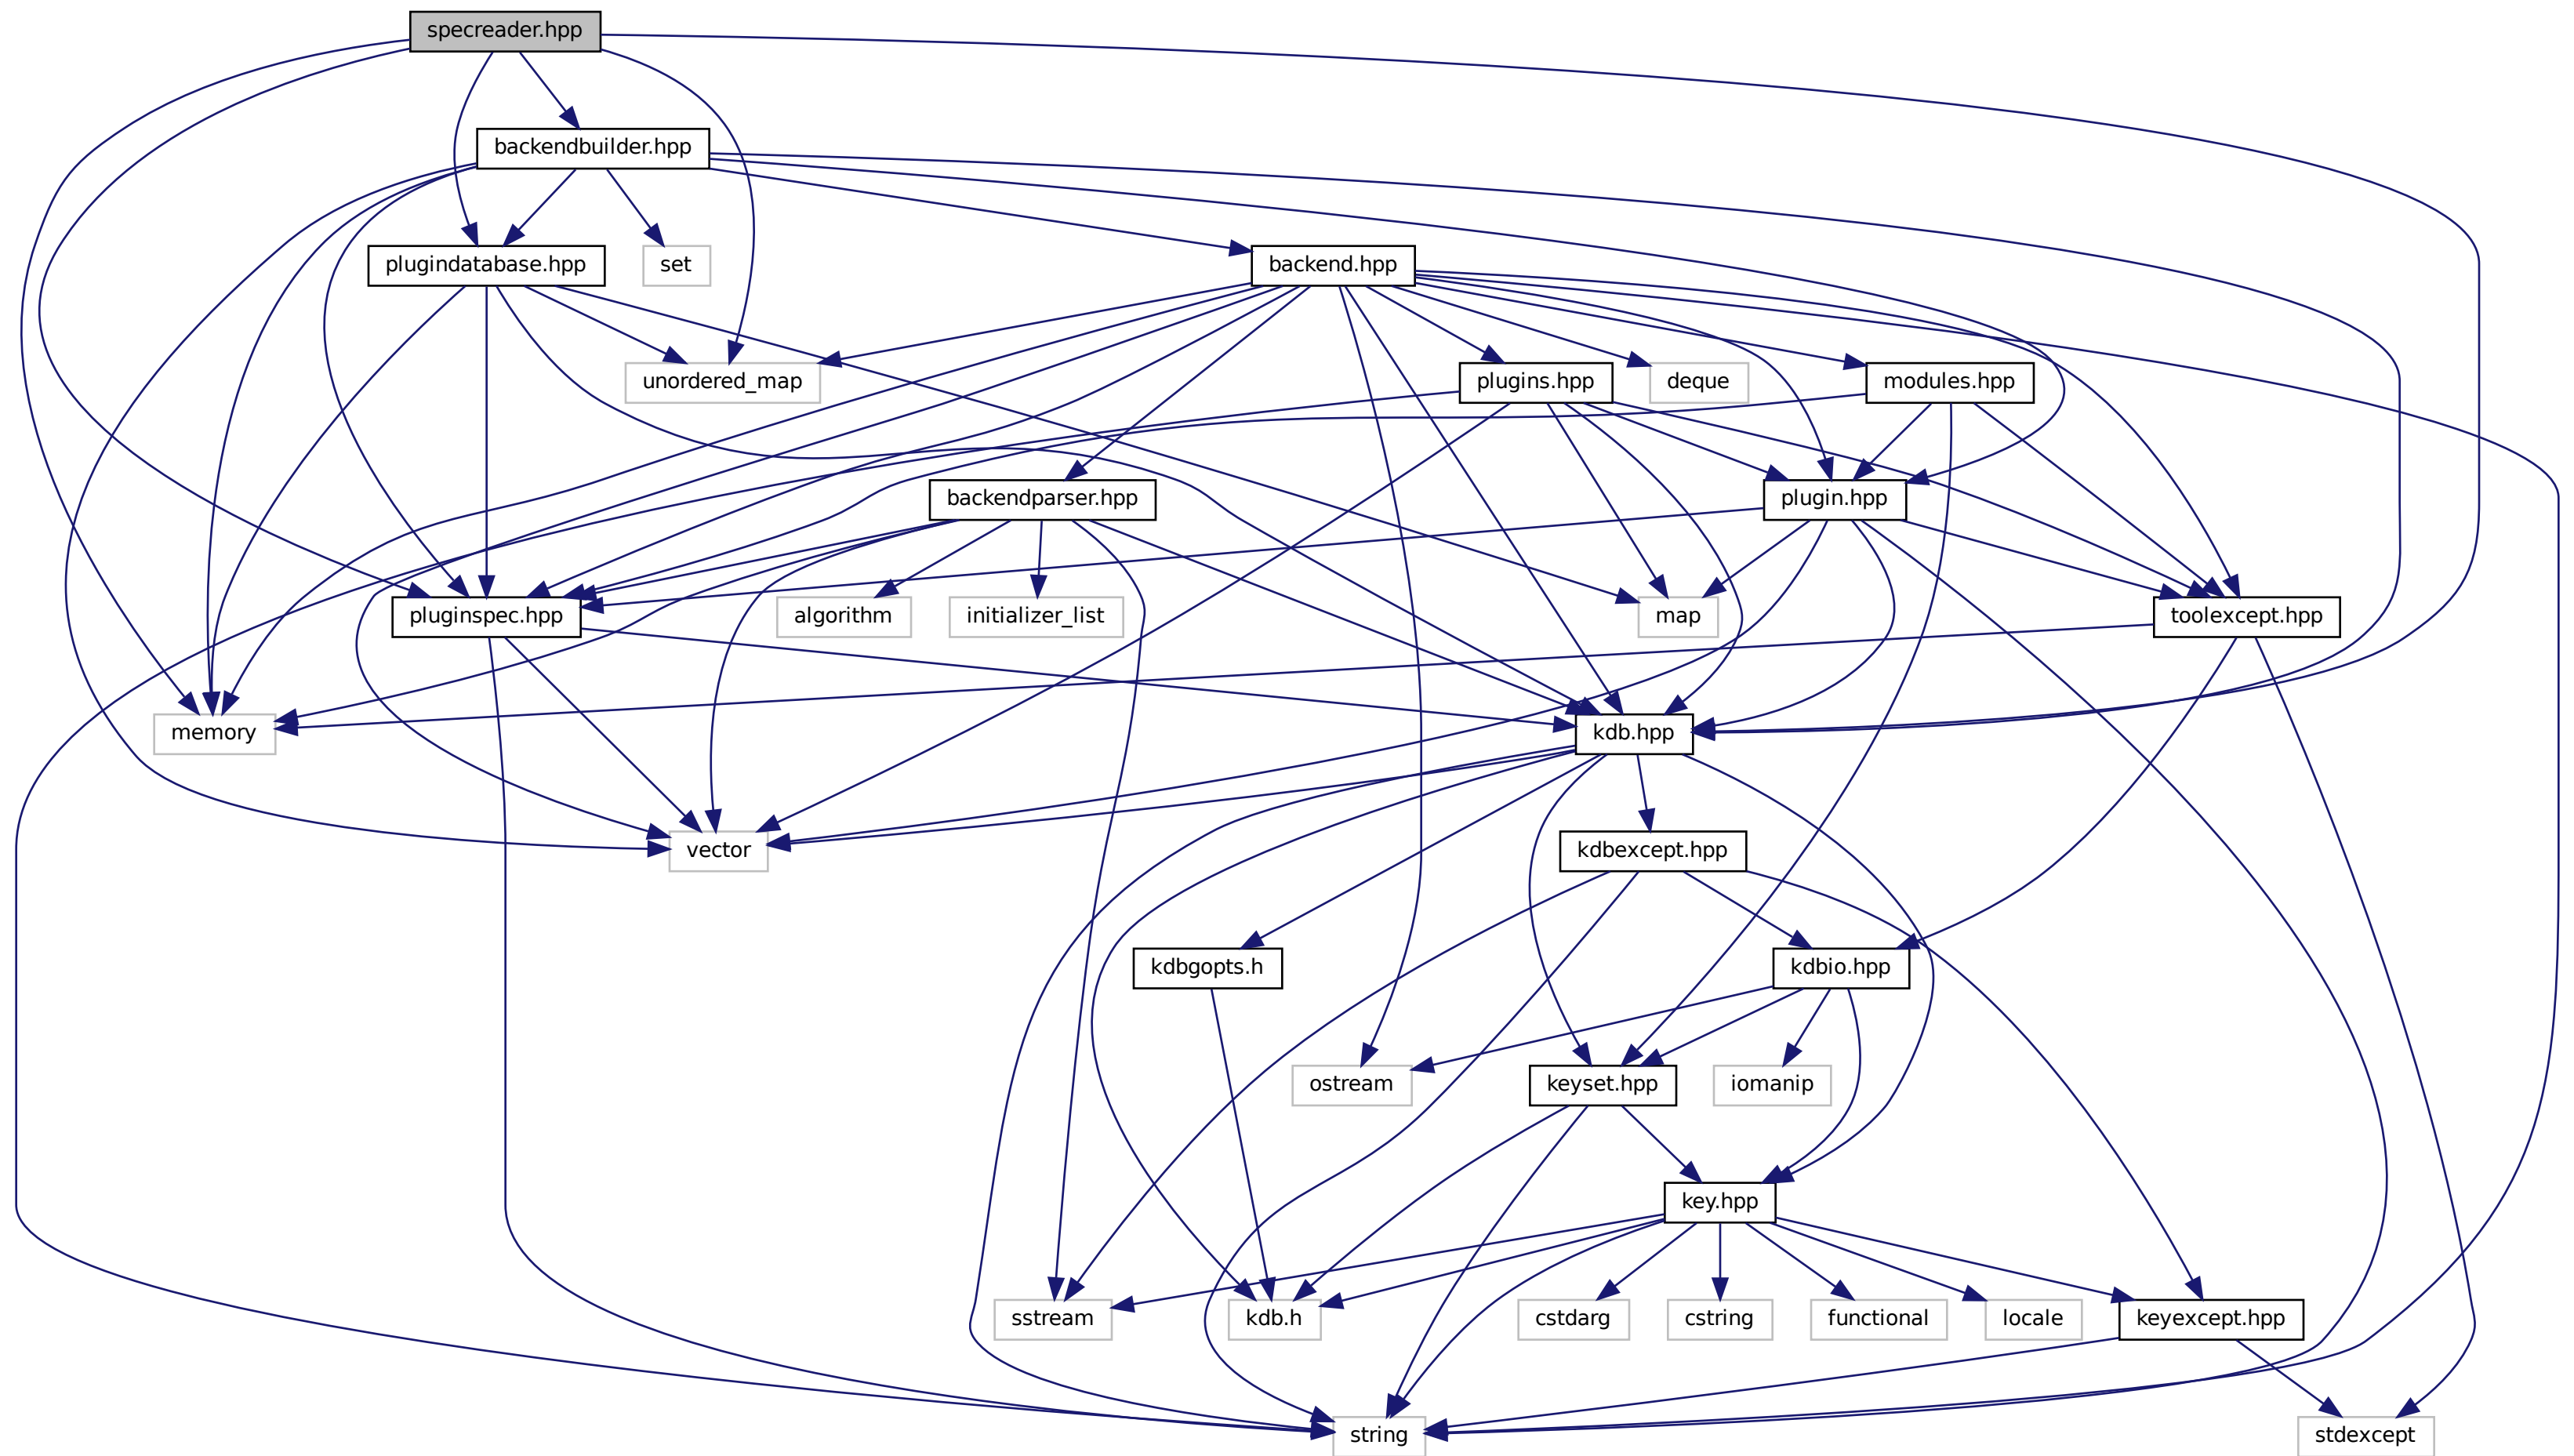 specreader.hpp
backendbuilder.hpp
plugindatabase.hpp
set
backend.hpp
unordered_map
plugins.hpp
deque
modules.hpp
backendparser.hpp
plugin.hpp
pluginspec.hpp
algorithm
initializer_list
map
toolexcept.hpp
memory
kdb.hpp
vector
kdbexcept.hpp
kdbgopts.h
kdbio.hpp
ostream
keyset.hpp
iomanip
key.hpp
sstream
kdb.h
cstdarg
cstring
functional
locale
keyexcept.hpp
string
stdexcept